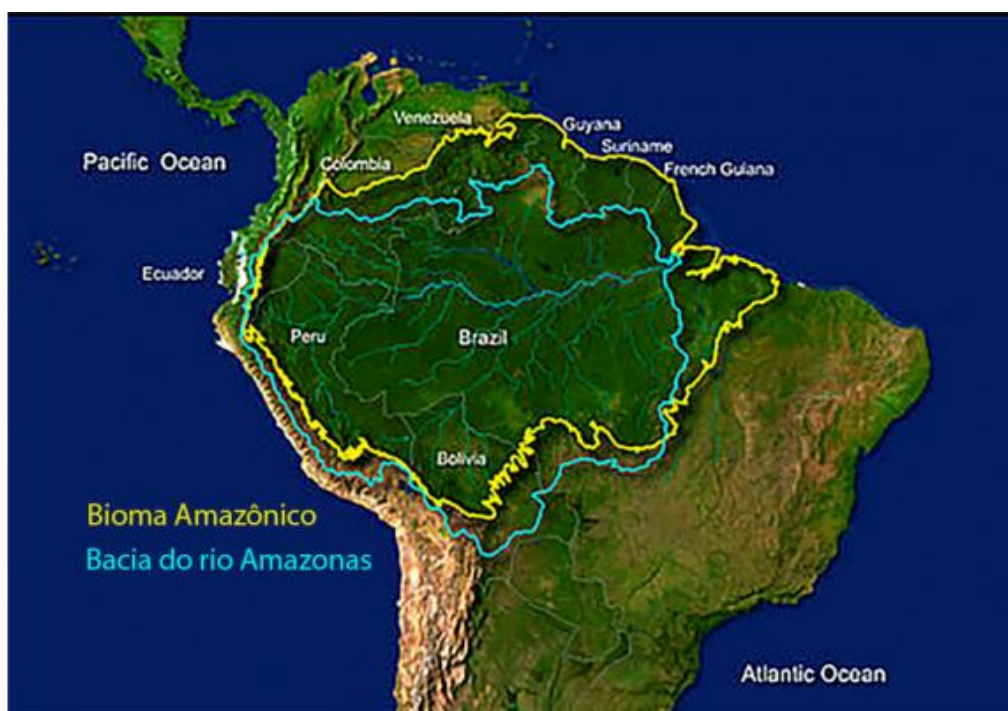 Venezuela
Guyana
Suriname
Pacific Ocean
Colombia
French Guiana
Ecuador
Peru
Brazil
Bolívia
Bioma Amazônico
Bacia do rio Amazonas
Atlantic Ocean